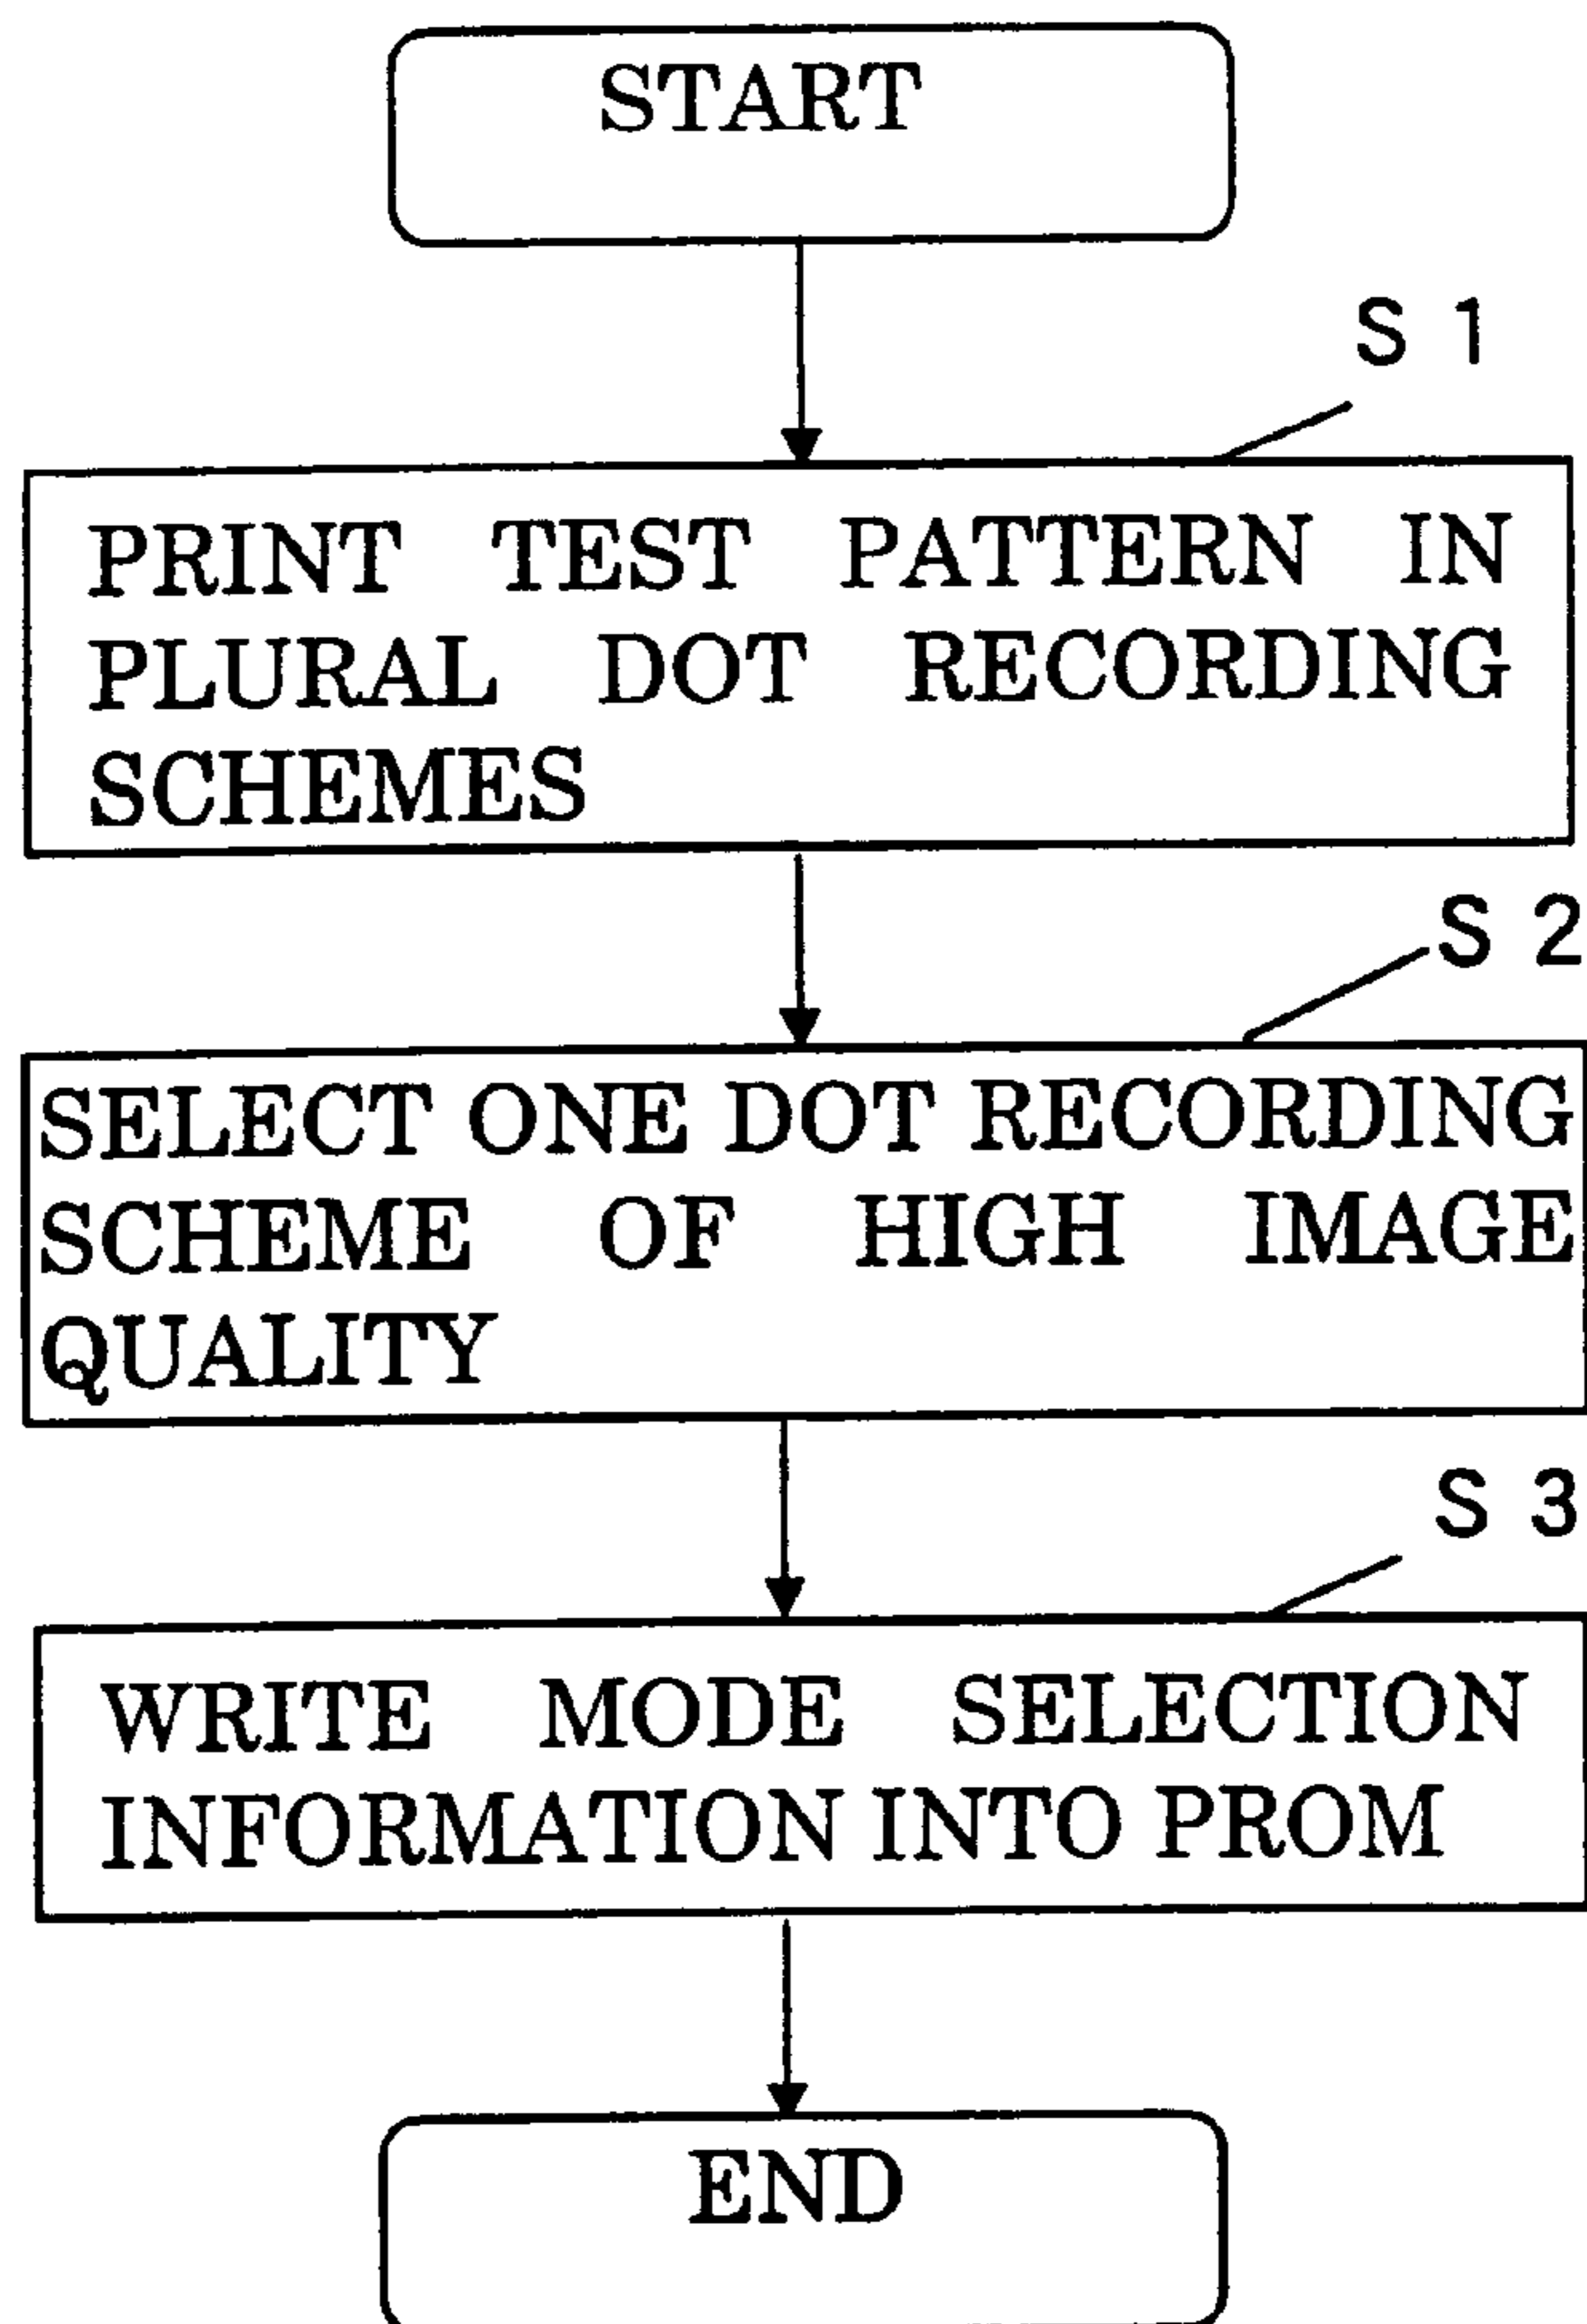 START
S 1
PRINT TEST PATTERN IN
PLURAL DOT RECORDING
SCHEMES
S 2
SELECT ONE DOT RECORDING
SCHEME OF HIGH IMAGE
QUALITY
S 3
WRITE MODE SELECTION
INFORMATION INTO PROM
END